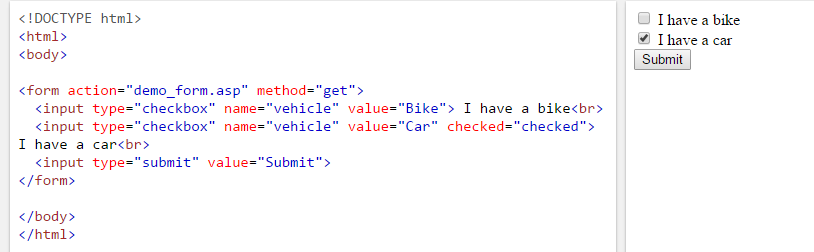 <!DOCTYPE html>
<html>
<body>
<form action="demo_form.asp" method="get">
<input type="checkbox" name="vehicle" value="Bike"> I have a bike<br>
<input type="checkbox" name="vehicle" value="Car" checked="checked">
I have a car<br>
<input type="submit" value="Submit">
</form>
</body>
</html>
I have a bike
I have a car
Submit